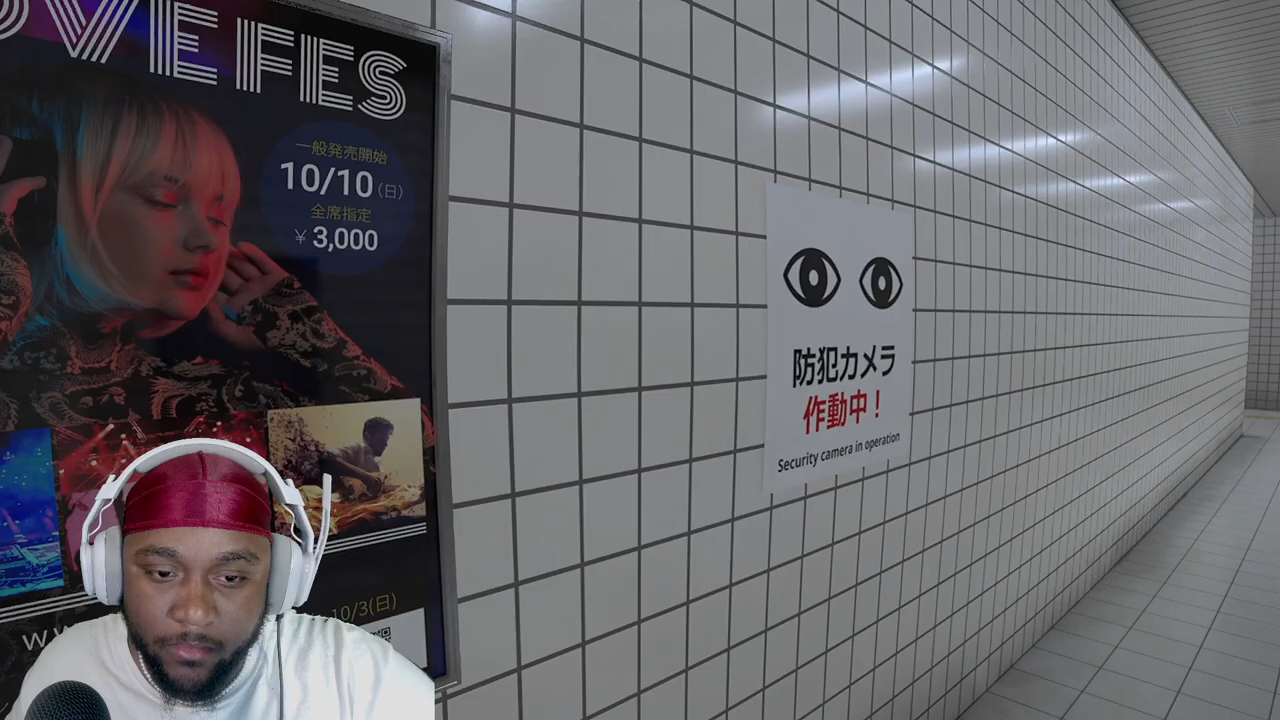 VE FES
一般発売開始
10/10(日)
全席指定
¥3,000
10/3(日)
防犯カメラ
作動中!
Security camera in operation